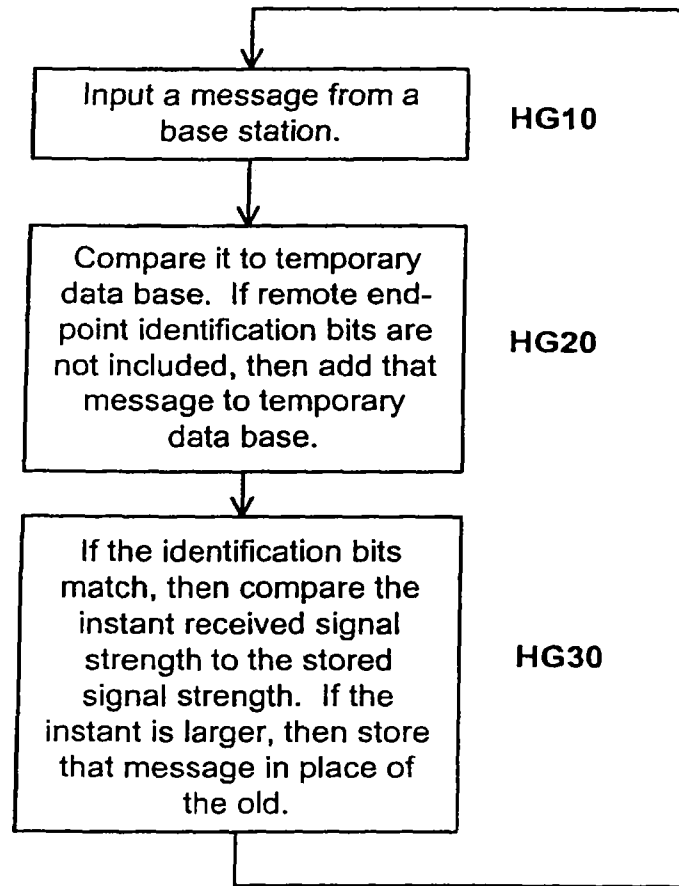 Input a message from a
base station.
HG10
Compare it to temporary
data base. If remote end-
point identification bits are
not included, then add that
message to temporary
data base.
HG20
If the identification bits
match, then compare the
instant received signal
strength to the stored
signal strength. If the
instant is larger, then store
that message in place of
the old.
HG30